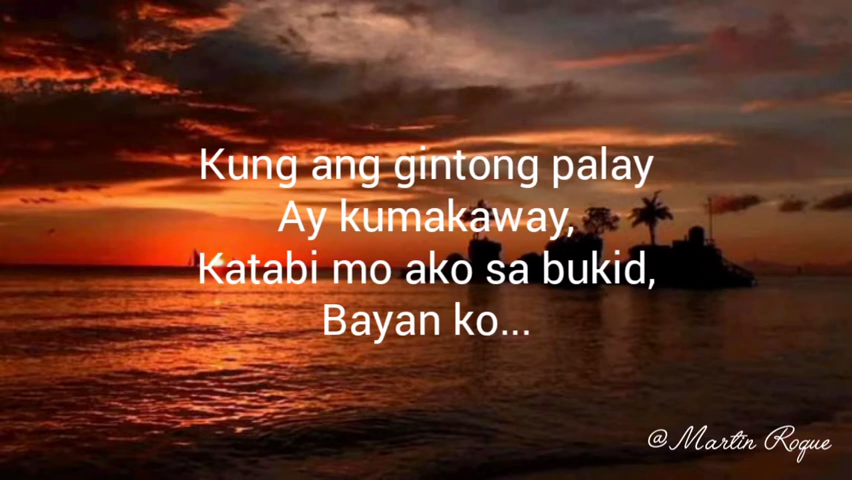 Kung ang gintong palay
Ay kumakaway,
Katabi mo ako sa bukid,
Bayan ko...
@Martin Roque